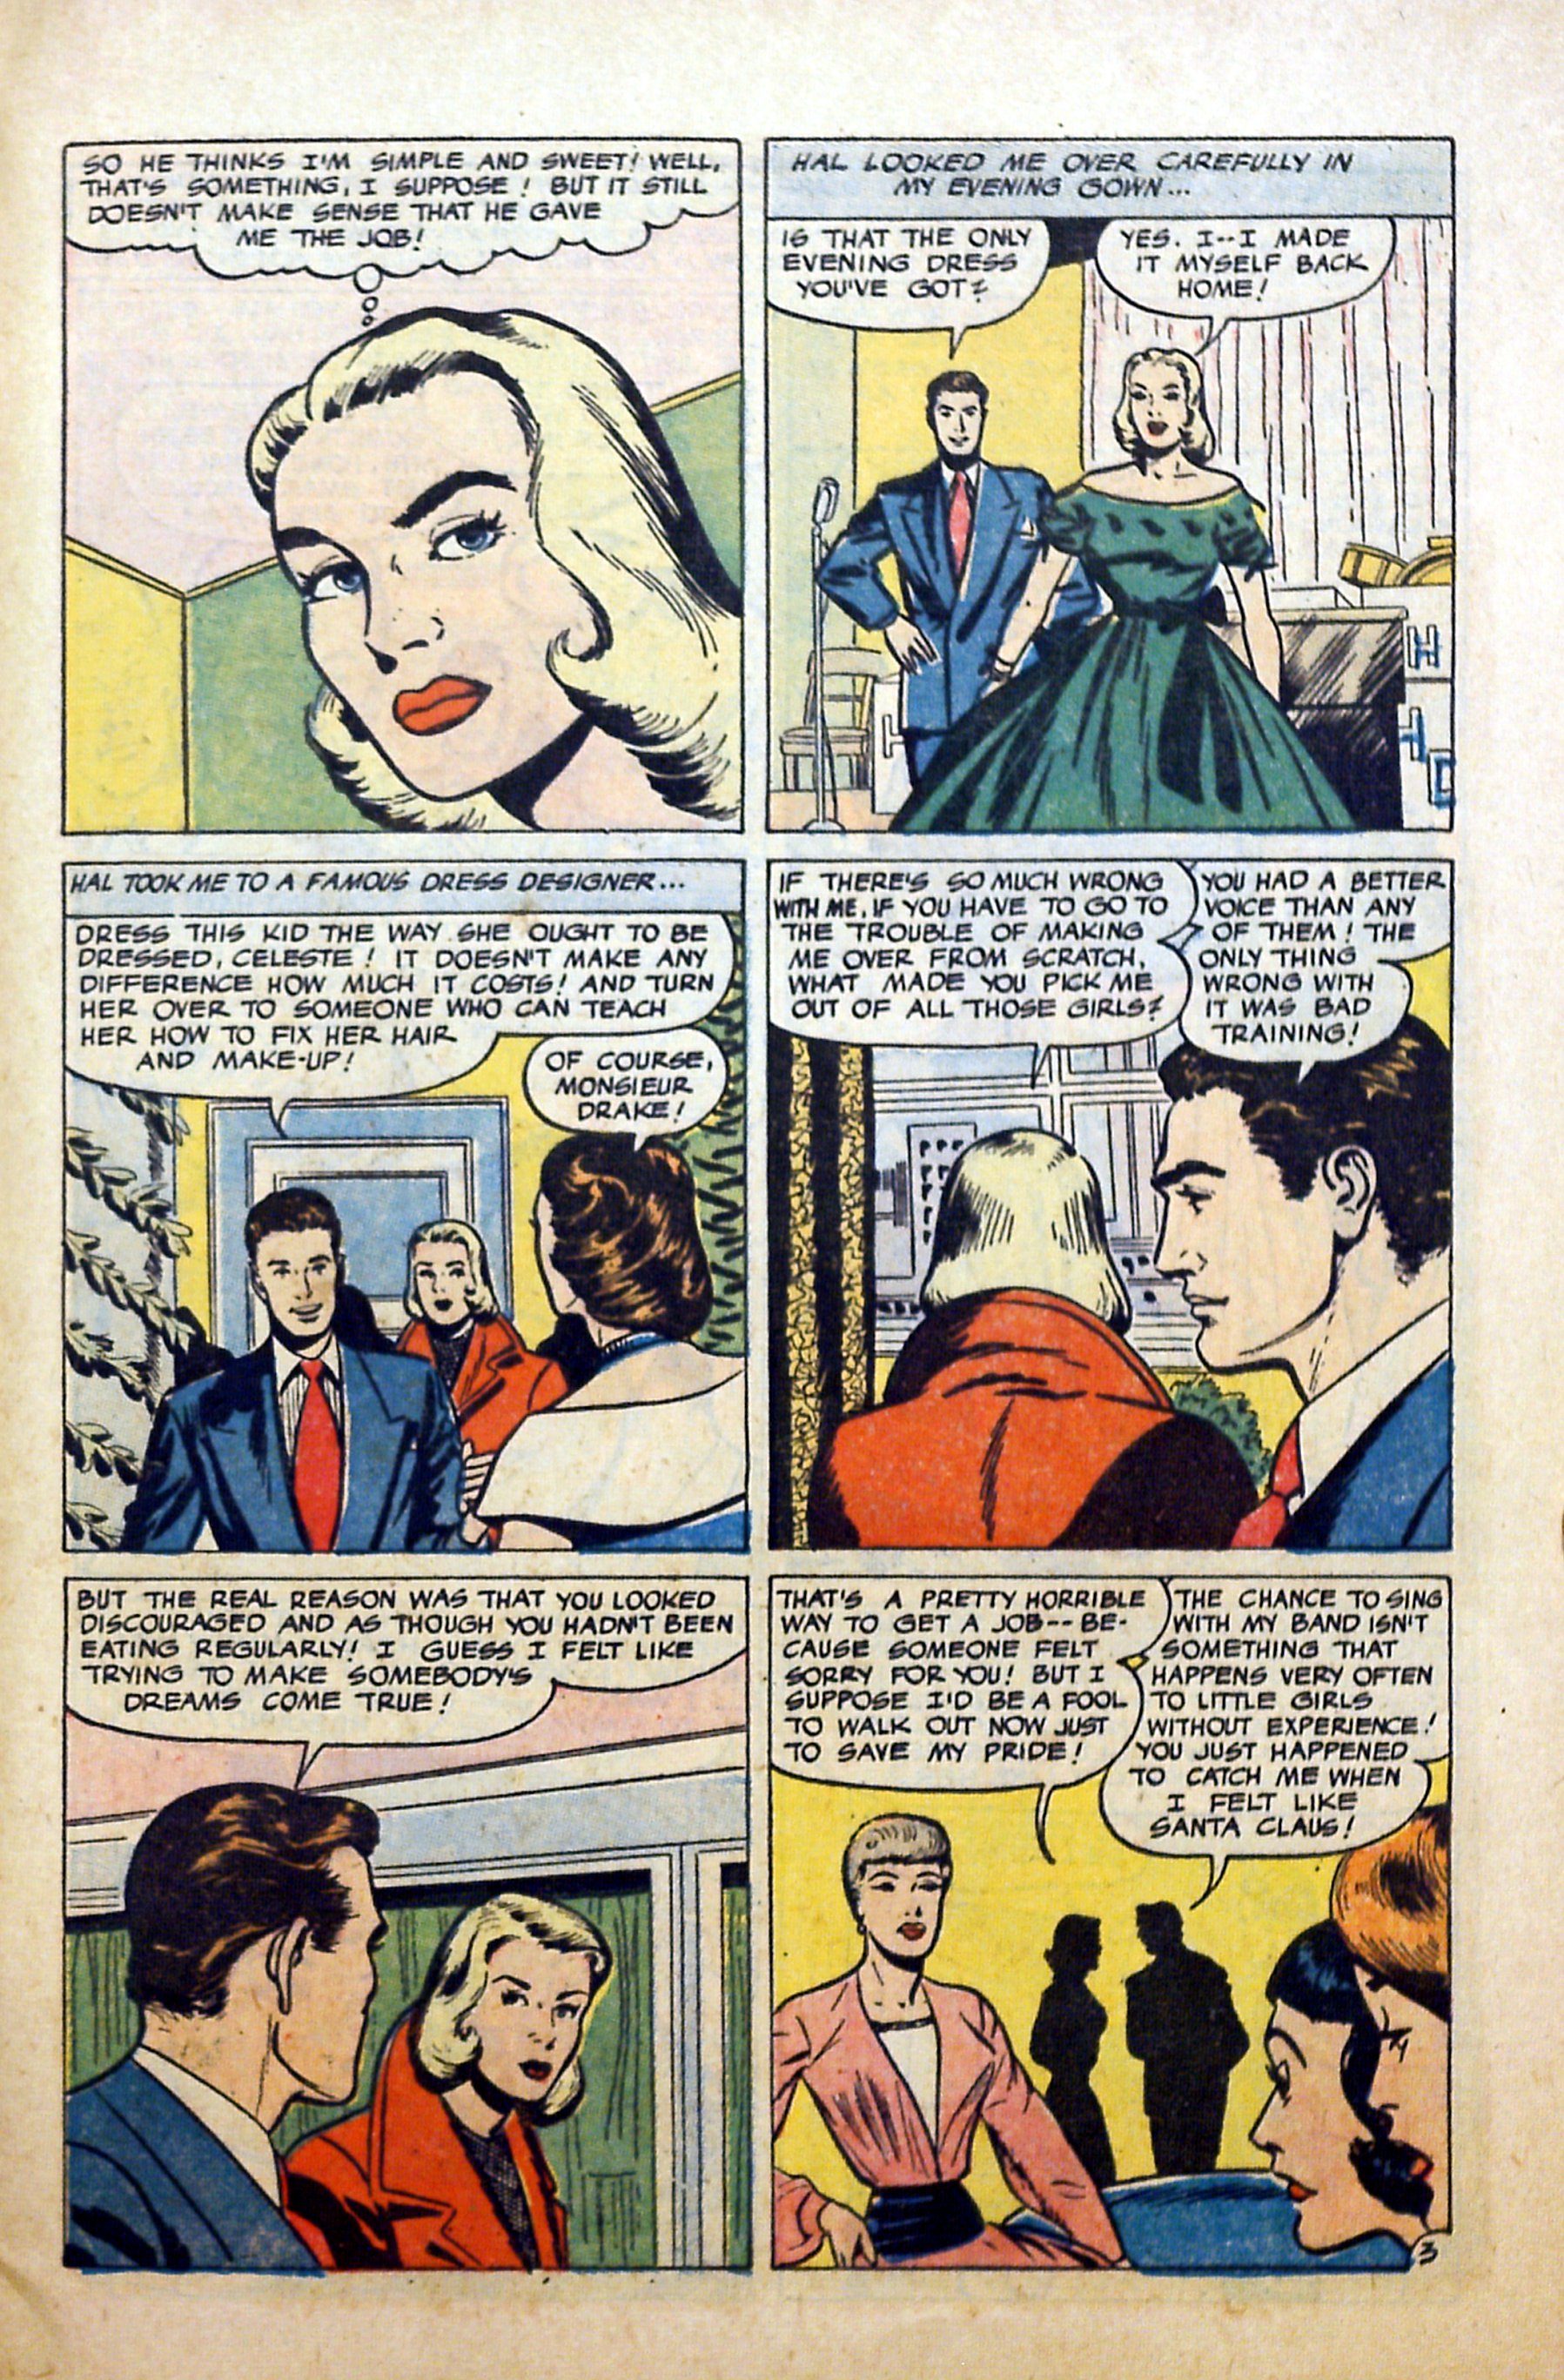 SO HE THINKS I'M SIMPLE AND SWEET! WELL,
THAT'S SOMETHING, I SUPPOSE! BUT IT STILL
DOESN'T MAKE SENSE THAT HE GAVE
ME THE JOB!
HAL LOOKED ME OVER CAREFULLY IN
MY EVENING GOWN...
IS THAT THE ONLY
EVENING DRESS
YOU'VE GOT?
YES. I--I MADE
IT MYSELF BACK
HOME!
HAL TOOK ME TO A FAMOUS DRESS DESIGNER...
DRESS THIS KID THE WAY SHE OUGHT TO BE
DRESSED, CELESTE! IT DOESN'T MAKE ANY
DIFFERENCE HOW MUCH IT COSTS! AND TURN
HER OVER TO SOMEONE WHO CAN TEACH
HER HOW TO FIX HER HAIR
AND MAKE-UP!
OF COURSE,
MONSIEUR
DRAKE!
IF THERE'S SO MUCH WRONG
WITH ME, IF YOU HAVE TO GO TO
THE TROUBLE OF MAKING
ME OVER FROM SCRATCH,
WHAT MADE YOU PICK ME
OUT OF ALL THOSE GIRLS?
YOU HAD A BETTER
VOICE THAN ANY
OF THEM! THE
ONLY THING
WRONG WITH
IT WAS BAD
TRAINING!
BUT THE REAL REASON WAS THAT YOU LOOKED
DISCOURAGED AND AS THOUGH YOU HADN'T BEEN
EATING REGULARLY! I GUESS I FELT LIKE
TRYING TO MAKE SOMEBODY'S
DREAMS COME TRUE!
THAT'S A PRETTY HORRIBLE
WAY TO GET A JOB--BE-
CAUSE SOMEONE FELT
SORRY FOR YOU! BUT I
SUPPOSE I'D BE A FOOL
TO WALK OUT NOW JUST
TO SAVE MY PRIDE!
THE CHANCE TO SING
WITH MY BAND ISN'T
SOMETHING THAT
HAPPENS VERY OFTEN
TO LITTLE GIRLS
WITHOUT EXPERIENCE!
YOU JUST HAPPENED
TO CATCH ME WHEN
I FELT LIKE
SANTA CLAUS!
3